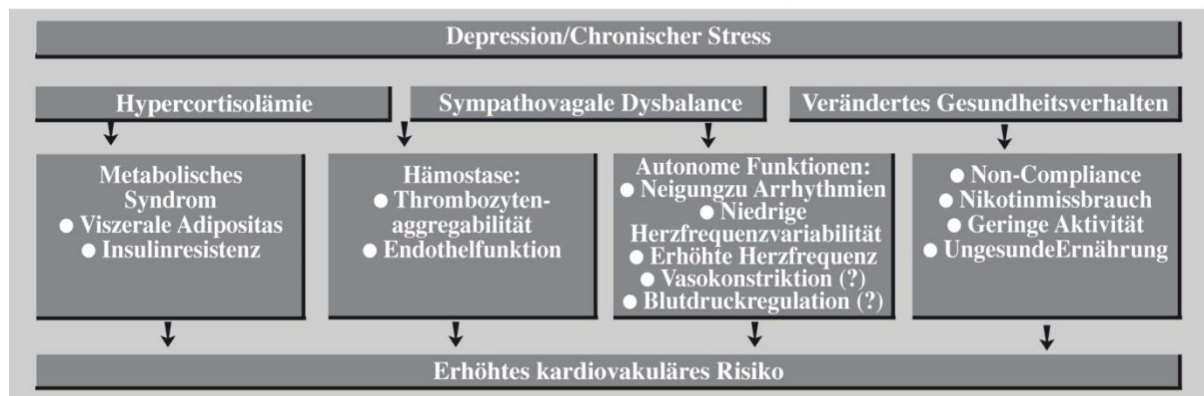 Depression/Chronischer Stress
Hypercortisolämie
Sympathovagale Dysbalance
Verändertes Gesundheitsverhalten
Metabolisches
Syndrom
● Viszerale Adipositas
● Insulinresistenz
Hämostase:
● Thrombozyten-
aggregabilität
● Endothelfunktion
Autonome Funktionen:
● Neigungzu Arrhythmien
● Niedrige
Herzfrequenzvariabilität
● Erhöhte Herzfrequenz
● Vasokonstriktion (?)
● Blutdruckregulation (?)
● Non-Compliance
● Nikotinmissbrauch
● Geringe Aktivität
● UngesundeErnährung
Erhöhtes kardiovakuläres Risiko